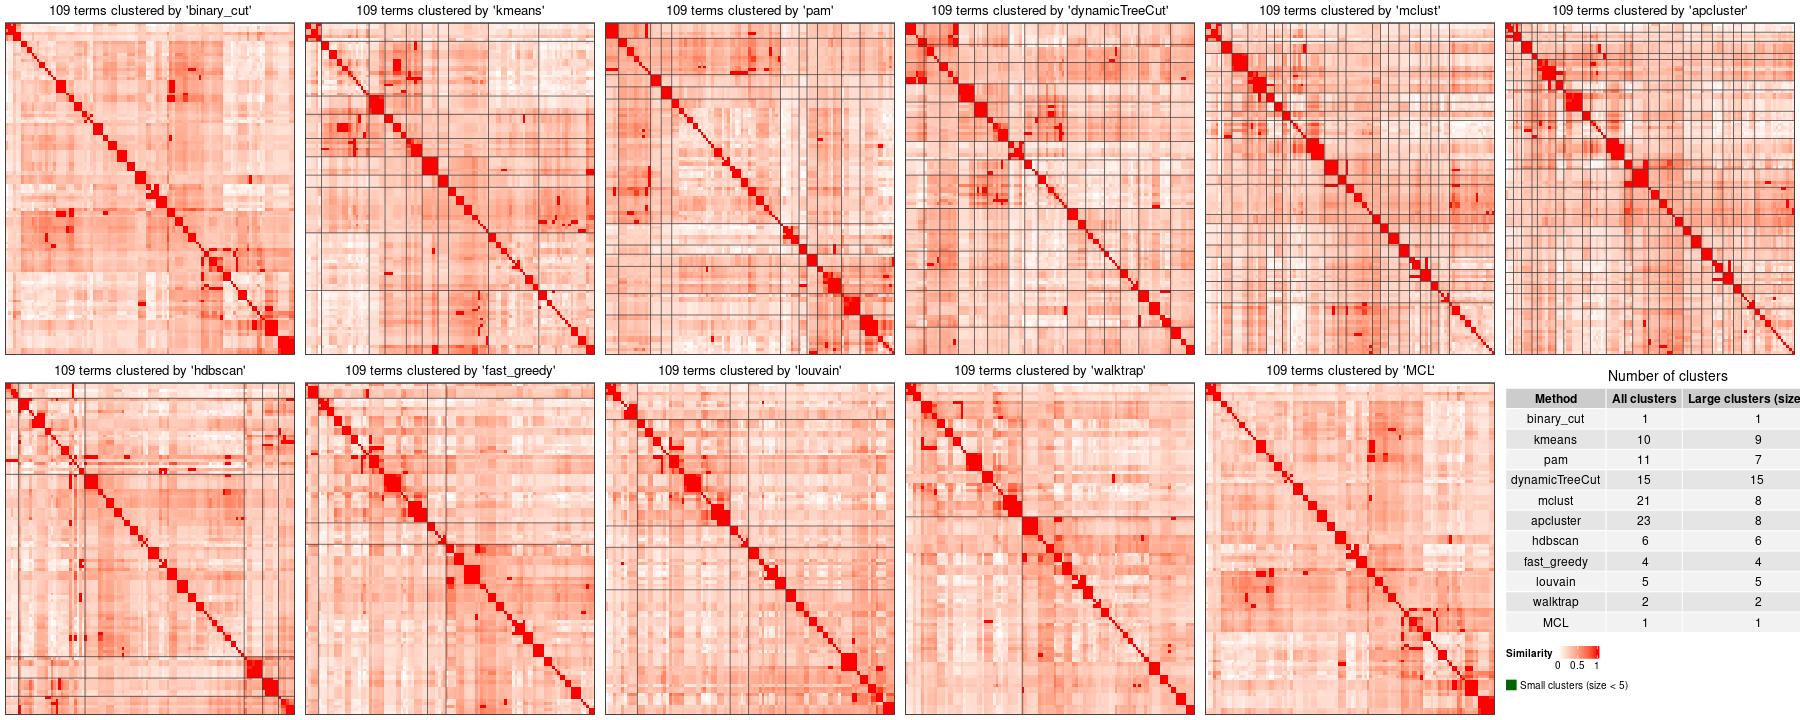 109 terms clustered by 'binary_cut'
109 terms clustered by 'kmeans'
109 terms clustered by 'pam'
109 terms clustered by 'dynamicTreeCut'
109 terms clustered by 'mclust'
109 terms clustered by 'apcluster'
109 terms clustered by 'hdbscan'
109 terms clustered by 'fast_greedy'
109 terms clustered by 'louvain'
109 terms clustered by 'walktrap'
109 terms clustered by 'MCL'
Number of clusters
Method All clusters Large clusters (size
binary_cut 1 1
kmeans 10 9
pam 11 7
dynamicTreeCut 15 15
mclust 21 8
apcluster 23 8
hdbscan 6 6
fast_greedy 4 4
louvain 5 5
walktrap 2 2
MCL 1 1
Similarity
0 0.5 1
Small clusters (size < 5)